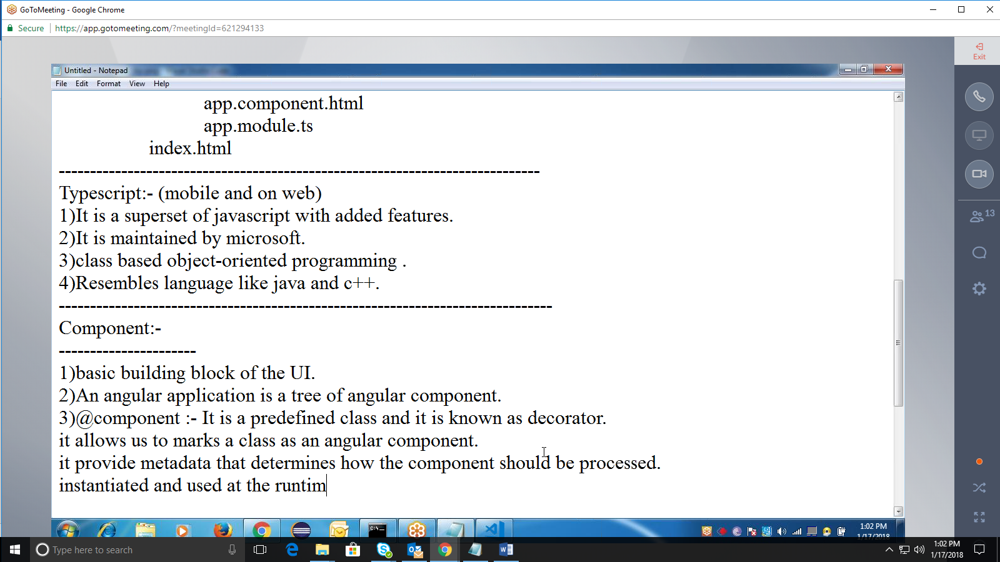 GoToMeeting - Google Chrome
Secure https://app.gotomeeting.com/?meetingId=621294133
Exit
Untitled - Notepad
File Edit Format View Help
app.component.html
app.module.ts
index.html
-----------------------------------------------------------------------------
Typescript:- (mobile and on web)
1)It is a superset of javascript with added features.
2)It is maintained by microsoft.
3)class based object-oriented programming .
4)Resembles language like java and c++.
-------------------------------------------------------------------------------
Component:-
----------------------
1)basic building block of the UI.
2)An angular application is a tree of angular component.
3)@component :- It is a predefined class and it is known as decorator.
it allows us to marks a class as an angular component.
it provide metadata that determines how the component should be processed.
instantiated and used at the runtim
13
1:02 PM
1/17/2018
Type here to search
1:02 PM
1/17/2018